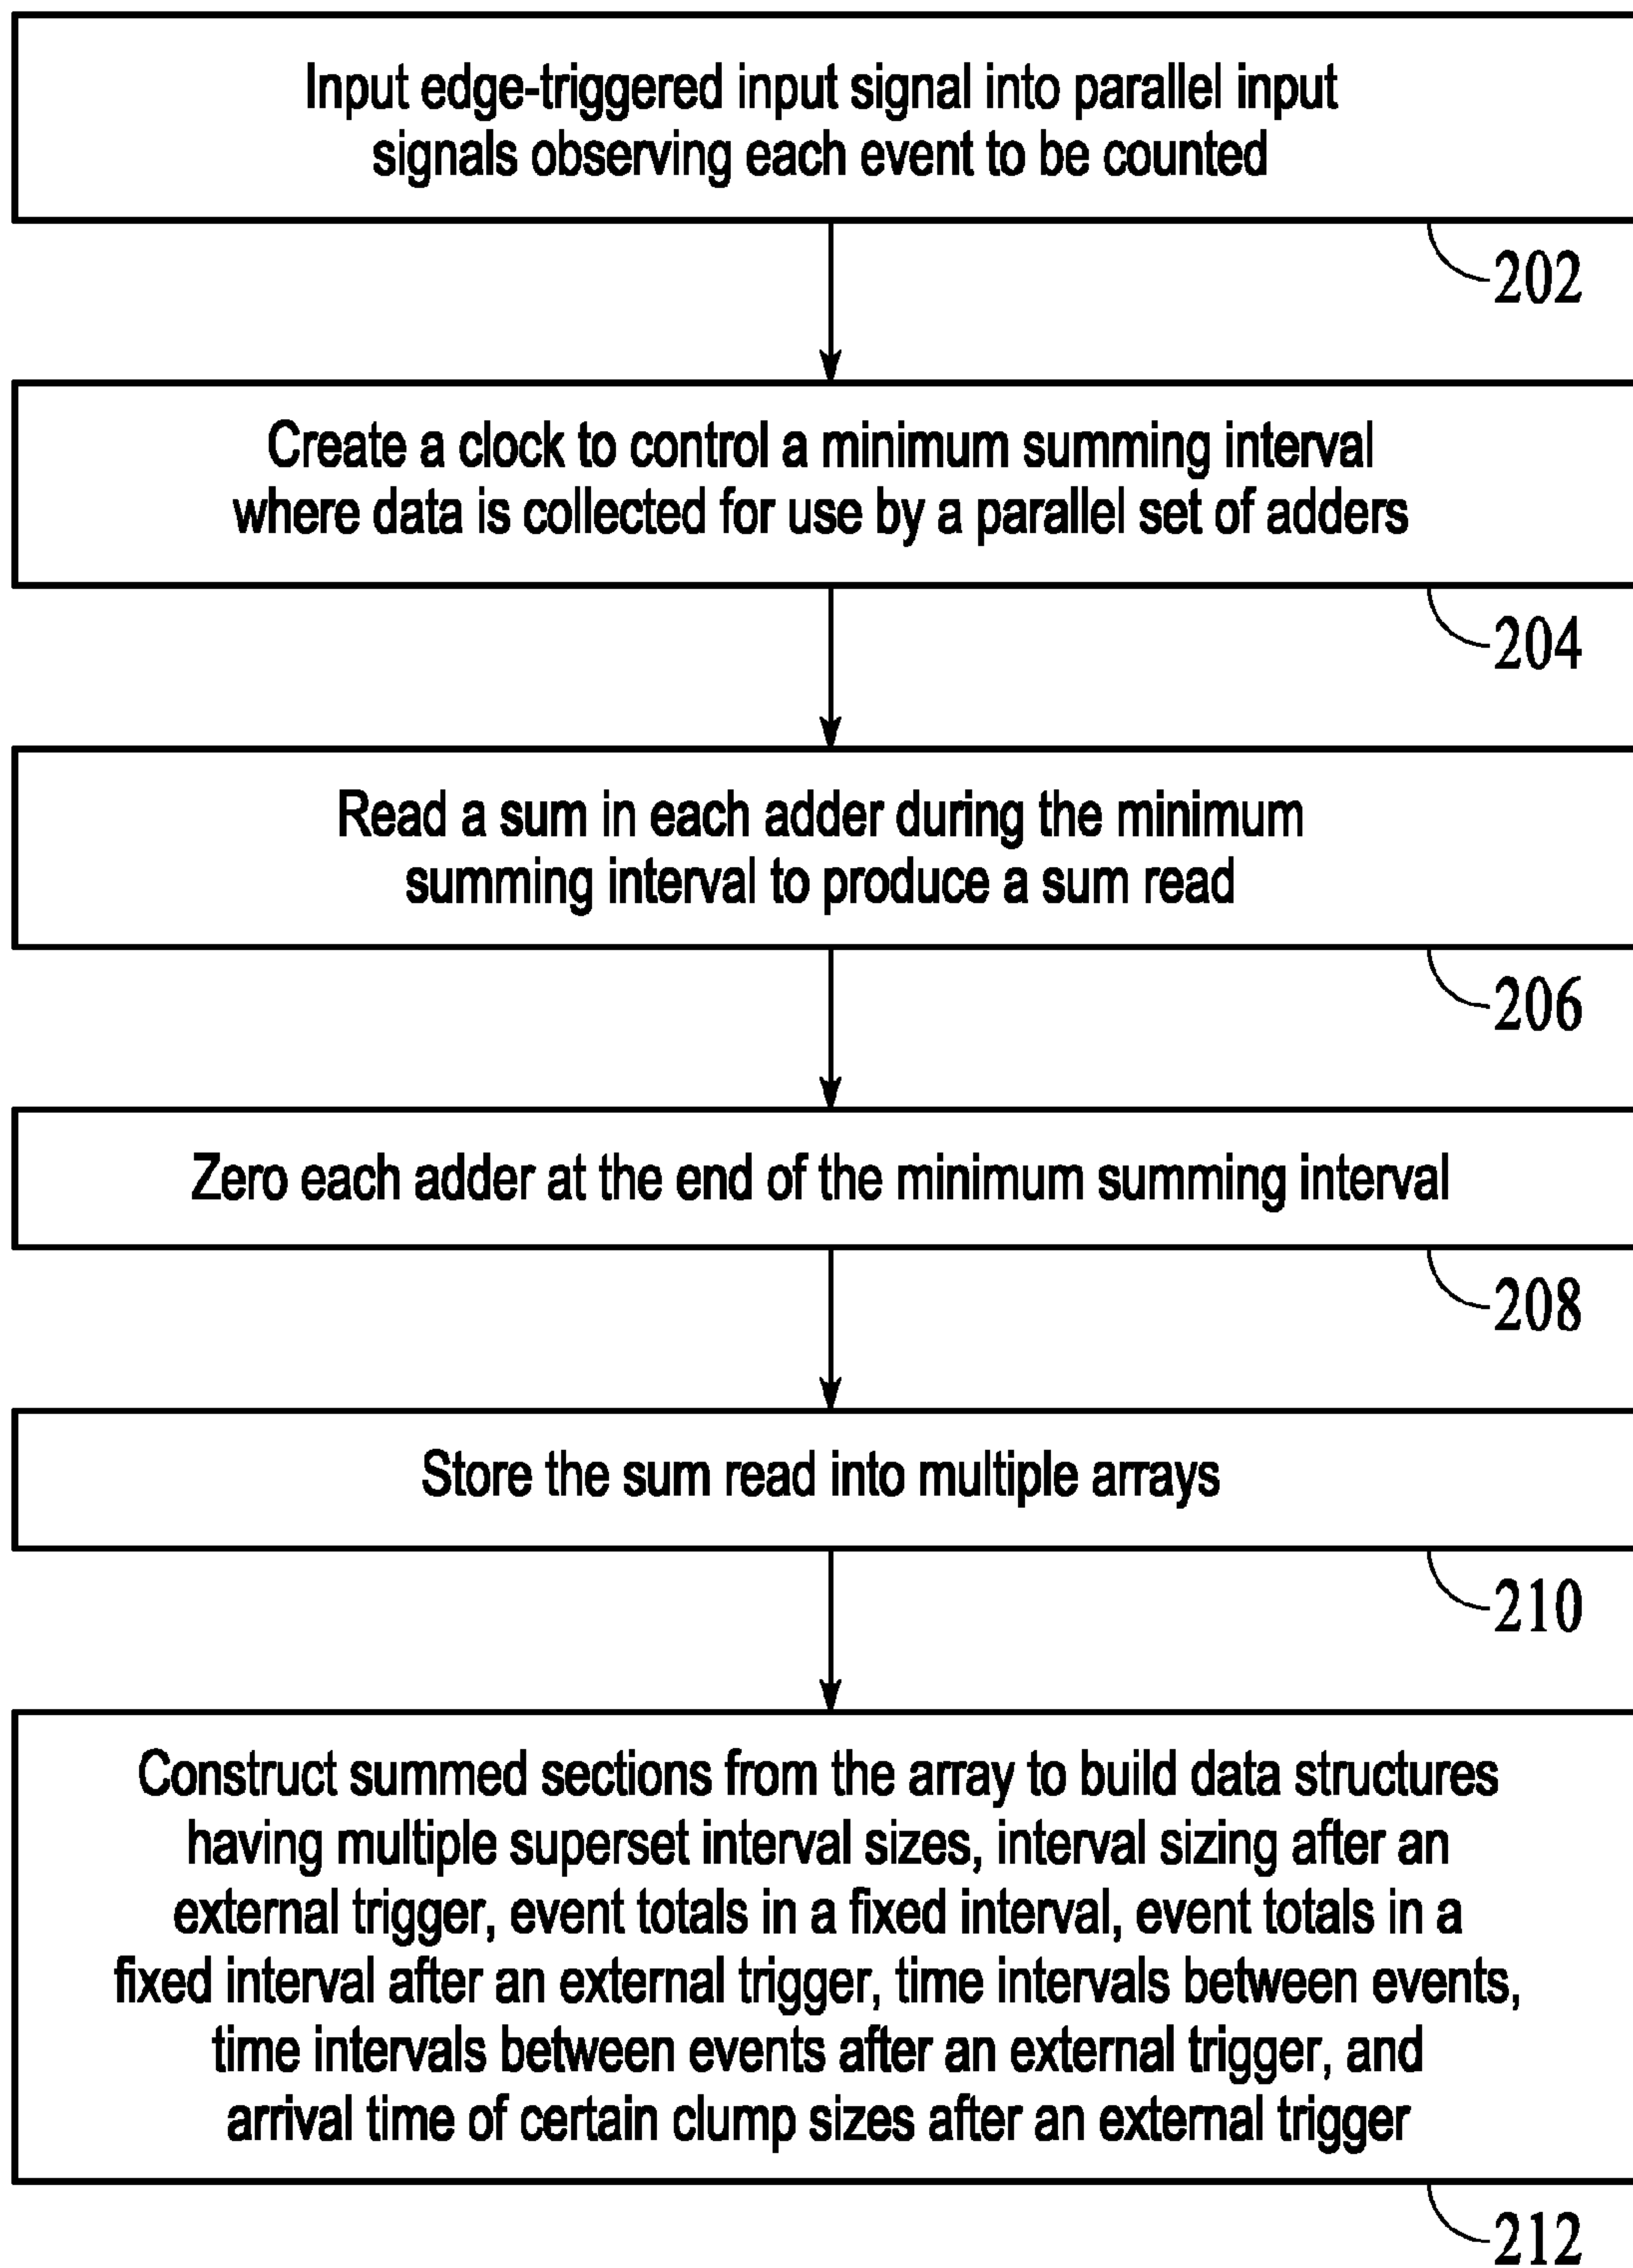 Input edge-triggered input signal into parallel input
signals observing each event to be counted
202
Create a clock to control a minimum summing interval
where data is collected for use by a parallel set of adders
204
Read a sum in each adder during the minimum
summing interval to produce a sum read
206
Zero each adder at the end of the minimum summing interval
208
Store the sum read into multiple arrays
210
Construct summed sections from the array to build data structures
having multiple superset interval sizes, interval sizing after an
external trigger, event totals in a fixed interval, event totals in a
fixed interval after an external trigger, time intervals between events,
time intervals between events after an external trigger, and
arrival time of certain clump sizes after an external trigger
212